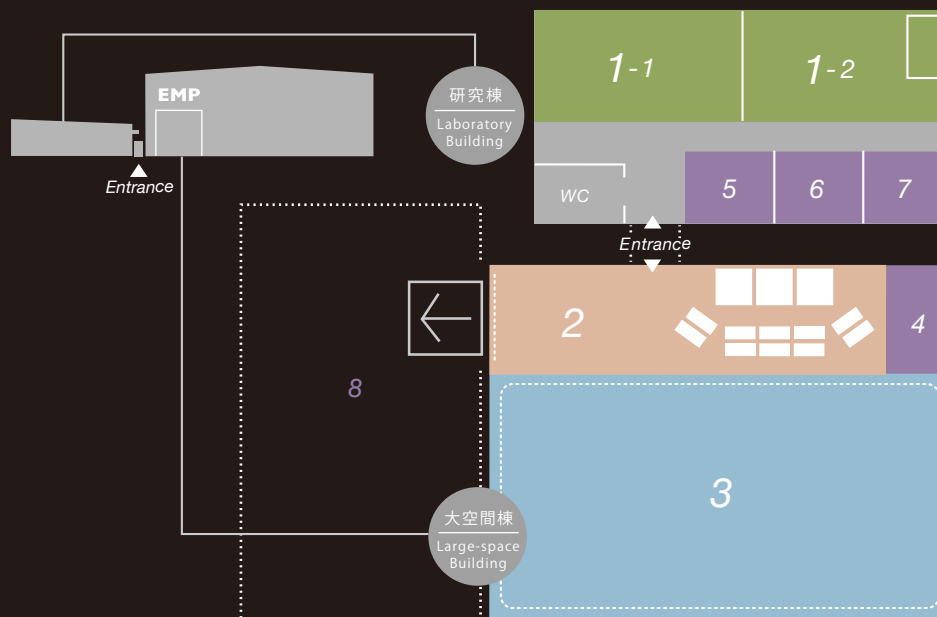 EMP
Entrance
研究棟
Laboratory
Building
1-1
1-2
WC
5
6
7
Entrance
2
4
8
3
大空間棟
Large-space
Building